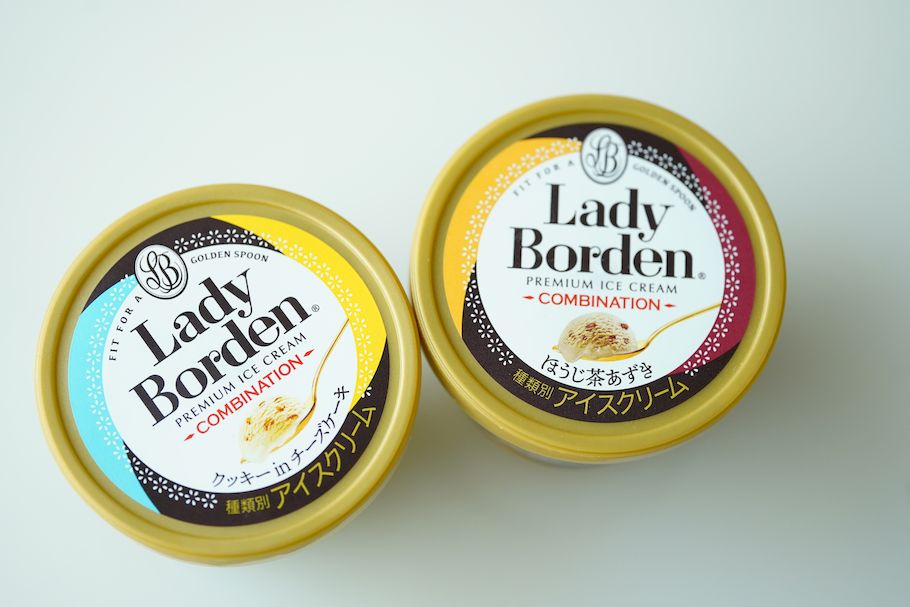 LB
FIT FOR A GOLDEN SPOON
Lady
Borden®
PREMIUM ICE CREAM
COMBINATION
クッキー in チーズケーキ
種類別 アイスクリーム
LB
FIT FOR A GOLDEN SPOON
Lady
Borden®
PREMIUM ICE CREAM
COMBINATION
ほうじ茶あずき
種類別 アイスクリーム